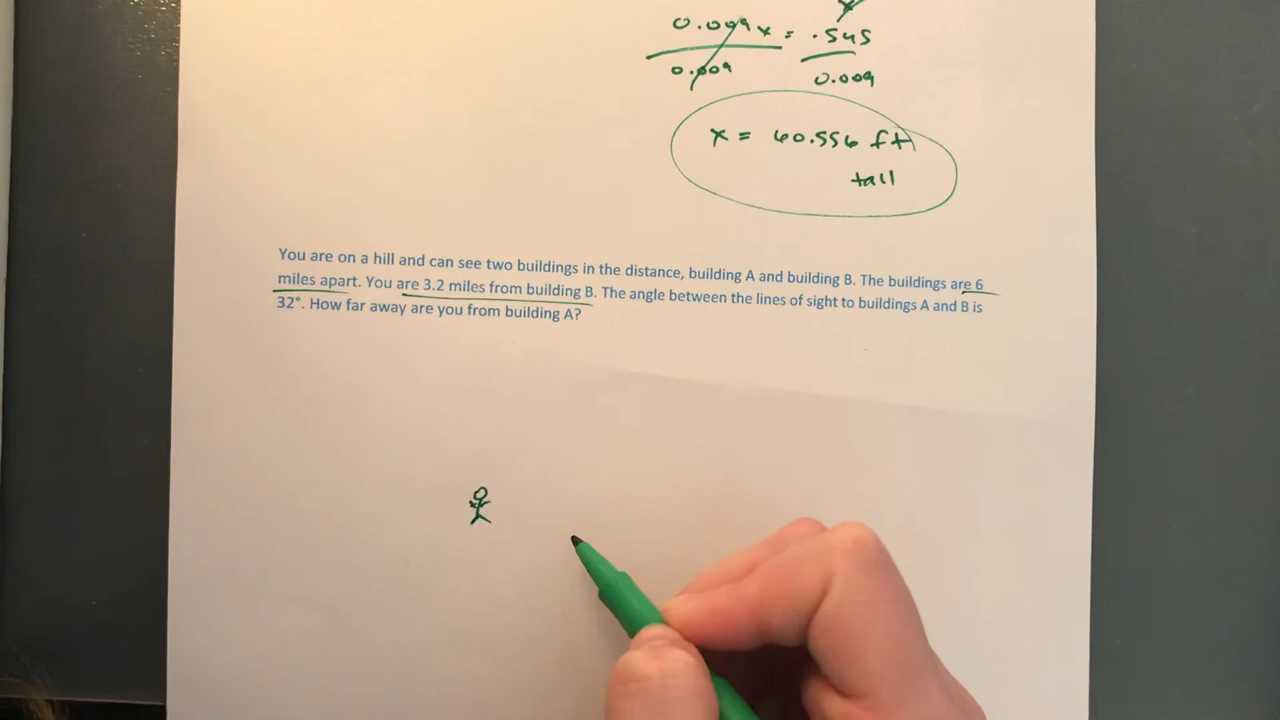 0.009x = .545
0.009 0.009
x = 60.556 ft
tall
You are on a hill and can see two buildings in the distance, building A and building B. The buildings are 6
miles apart. You are 3.2 miles from building B. The angle between the lines of sight to buildings A and B is
32°. How far away are you from building A?